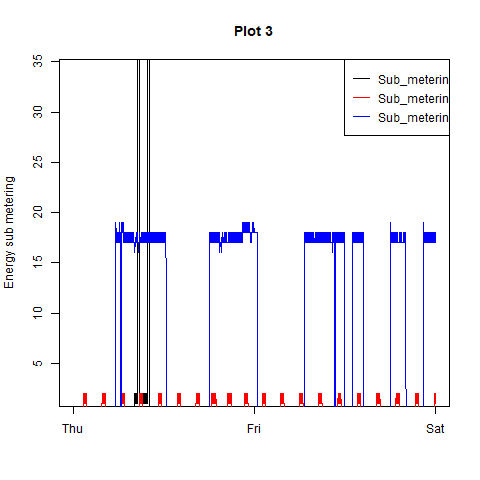 Plot 3
Energy sub metering
35
30
25
20
15
10
5
Sub_meterin
Sub_meterin
Sub_meterin
Thu Fri Sat